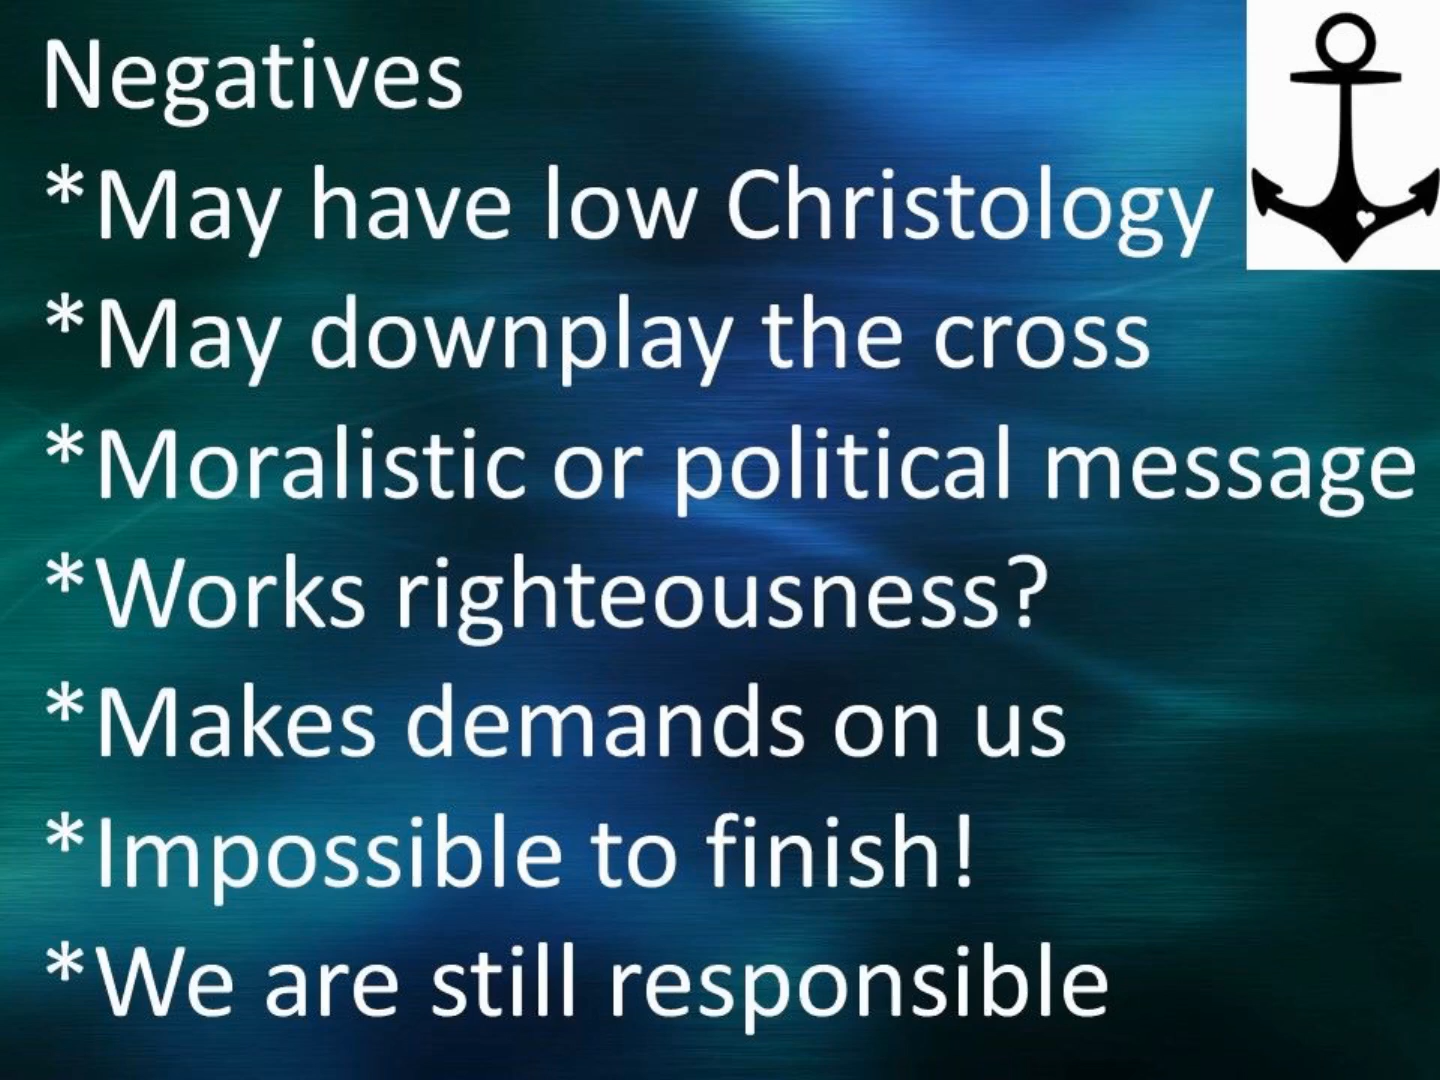 Negatives
*May have low Christology
*May downplay the cross
*Moralistic or political message
*Works righteousness?
*Makes demands on us
*Impossible to finish!
*We are still responsible